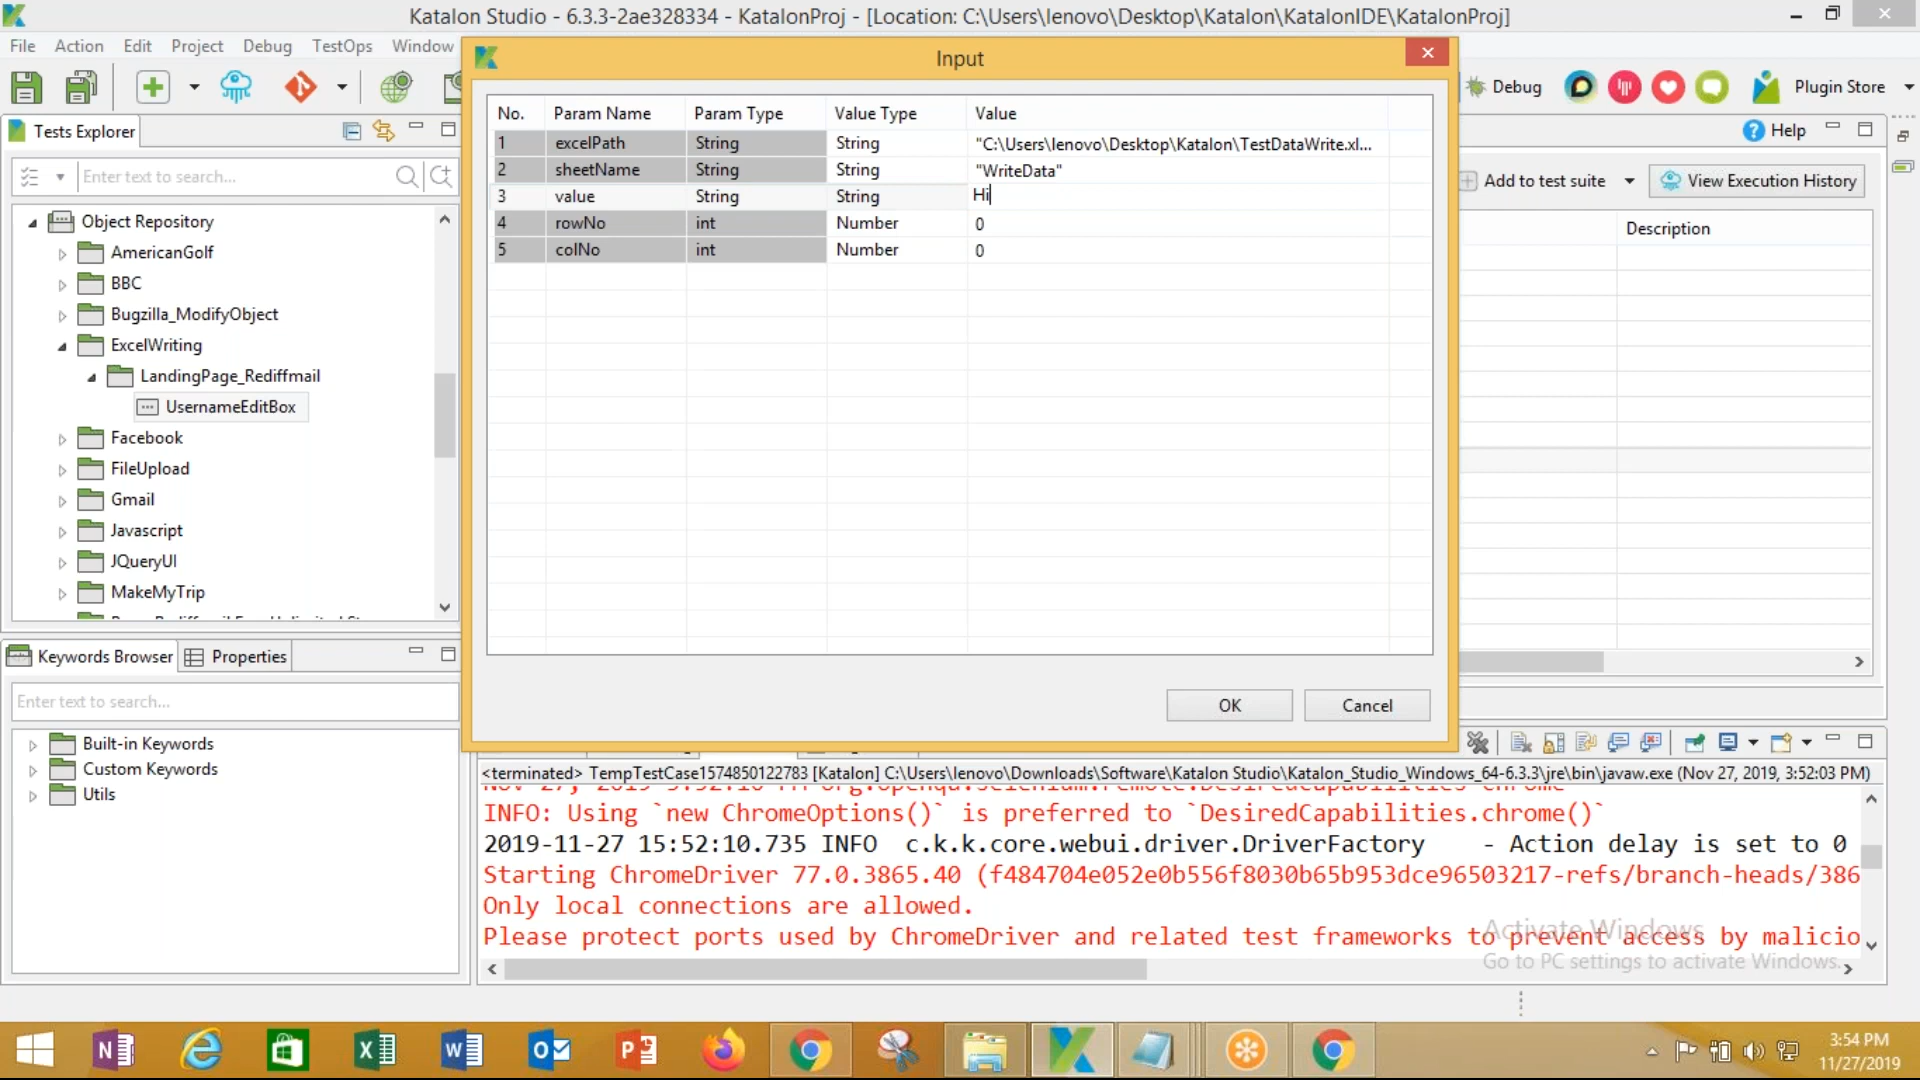 Katalon Studio - 6.3.3-2ae328334 - KatalonProj - [Location: C:\Users\lenovo\Desktop\Katalon\KatalonIDE\KatalonProj]
File Action Edit Project Debug TestOps Window
Input
Debug
Plugin Store
Tests Explorer
Help
Enter text to search...
Add to test suite
View Execution History
Description
No. Param Name Param Type Value Type Value
1 excelPath String String "C:\Users\lenovo\Desktop\Katalon\TestDataWrite.xl...
2 sheetName String String "WriteData"
3 value String String Hi
4 rowNo int Number 0
5 colNo int Number 0
Object Repository
AmericanGolf
BBC
Bugzilla_ModifyObject
ExcelWriting
LandingPage_Rediffmail
UsernameEditBox
Facebook
FileUpload
Gmail
Javascript
JQueryUI
MakeMyTrip
OK Cancel
Keywords Browser Properties
Enter text to search...
Built-in Keywords
Custom Keywords
Utils
<terminated> TempTestCase1574850122783 [Katalon] C:\Users\lenovo\Downloads\Software\Katalon Studio\Katalon_Studio_Windows_64-6.3.3\jre\bin\javaw.exe (Nov 27, 2019, 3:52:03 PM)
INFO: Using `new ChromeOptions()` is preferred to `DesiredCapabilities.chrome()`
2019-11-27 15:52:10.735 INFO c.k.k.core.webui.driver.DriverFactory - Action delay is set to 0
Starting ChromeDriver 77.0.3865.40 (f484704e052e0b556f8030b65b953dce96503217-refs/branch-heads/386
Only local connections are allowed.
Please protect ports used by ChromeDriver and related test frameworks to prevent access by malicio
Activate Windows
Go to PC settings to activate Windows.
3:54 PM
11/27/2019